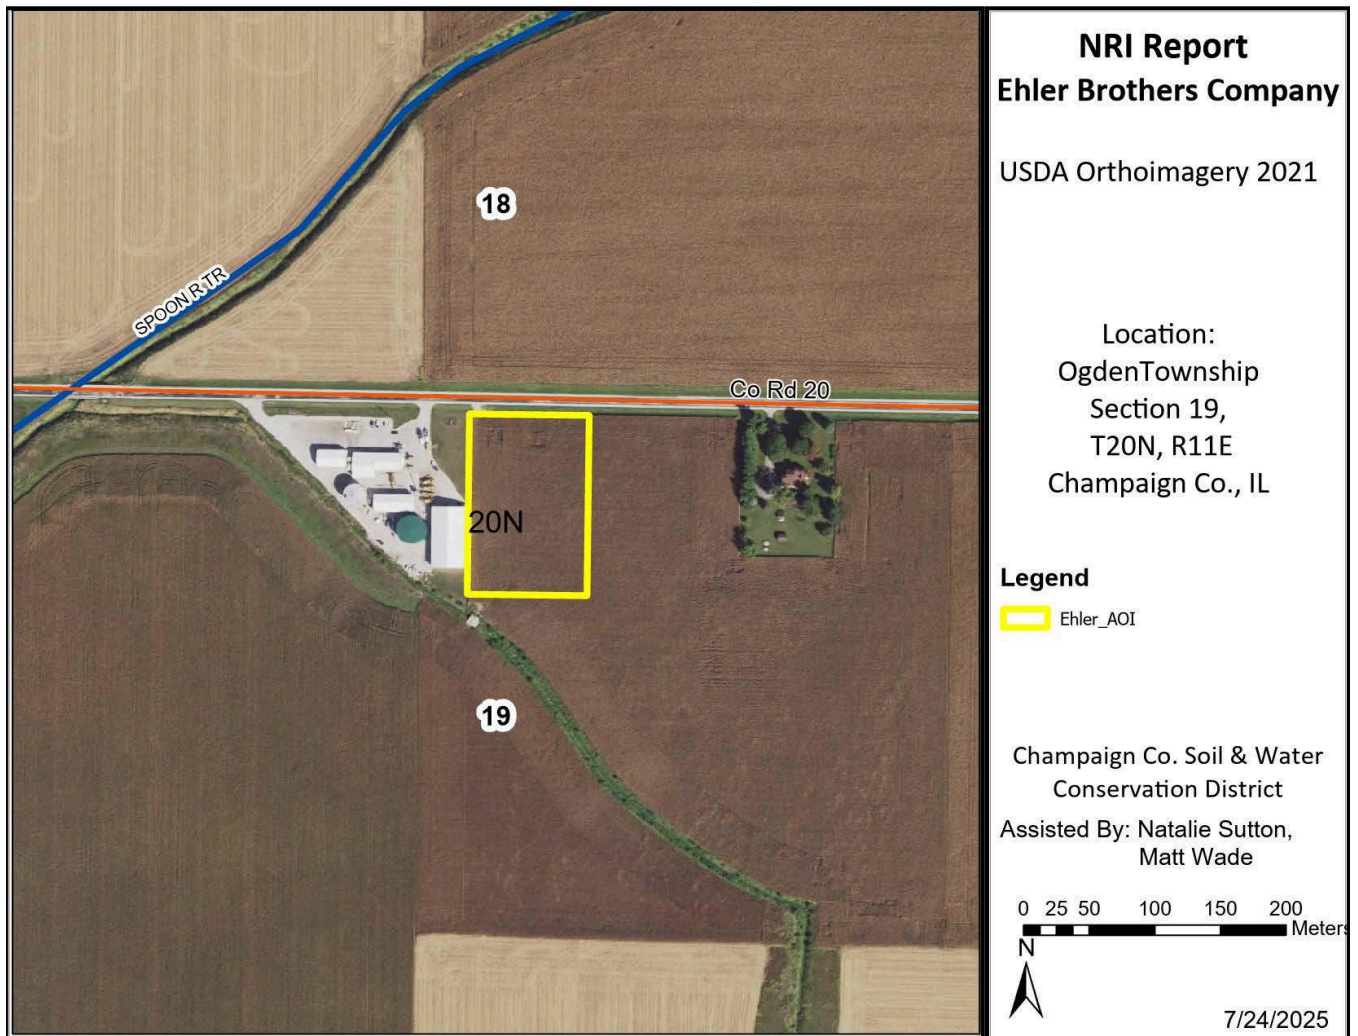 NRI Report
Ehler Brothers Company
USDA Orthoimagery 2021
Location:
OgdenTownship
Section 19,
T20N, R11E
Champaign Co., IL
Legend
Ehler_AOI
Champaign Co. Soil & Water
Conservation District
Assisted By: Natalie Sutton,
Matt Wade
0 25 50 100 150 200
Meters
N
7/24/2025
18
SPOON R TR
Co Rd 20
20N
19